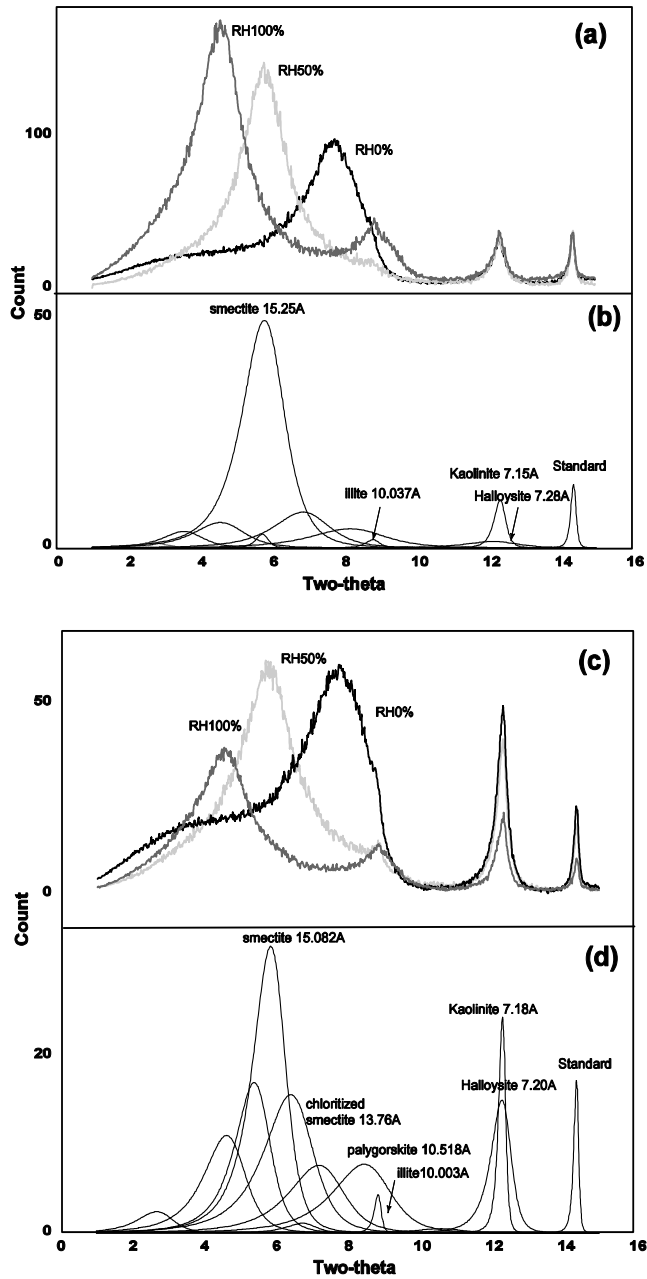 (a)
RH100%
RH50%
RH0%
100
0
Count
(b)
50
smectite 15.25A
illite 10.037A
Kaolinite 7.15A
Standard
Halloysite 7.28A
0
0 2 4 6 8 10 12 14 16
Two-theta
(c)
RH50%
RH0%
RH100%
50
0
Count
(d)
smectite 15.082A
Kaolinite 7.18A
20
Standard
Halloysite 7.20A
chloritized
smectite 13.76A
palygorskite 10.518A
illite10.003A
0
0 2 4 6 8 10 12 14 16
Two-theta